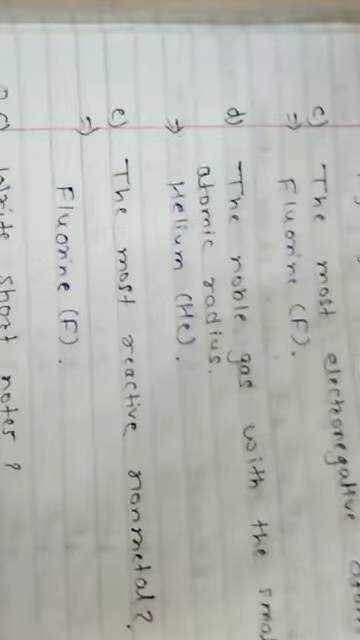 c) The most electronegative
⇒ Fluorine (F).
d) The noble gas with the
atomic radius.
⇒ Helium (He).
e) The most reactive nonmetal?
⇒
Fluorine (F).
Write short notes?